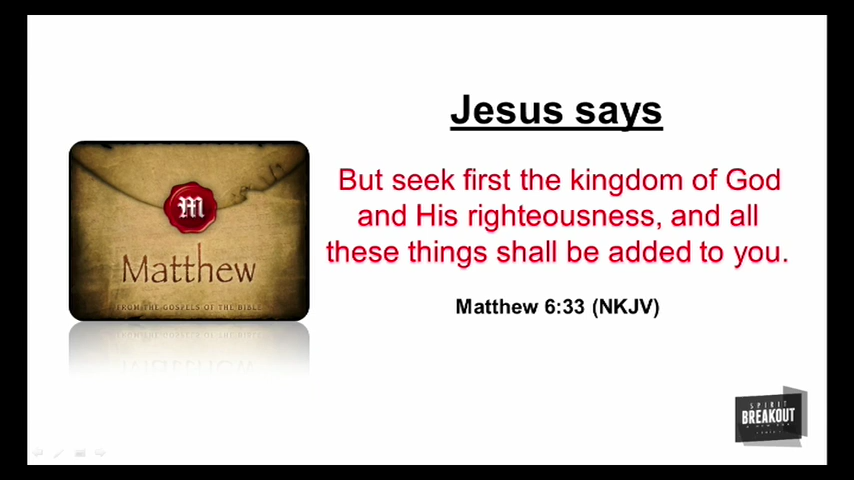 Jesus says
But seek first the kingdom of God
and His righteousness, and all
these things shall be added to you.
Matthew 6:33 (NKJV)
M
Matthew
FROM THE GOSPELS OF THE BIBLE
SPIRIT
BREAKOUT